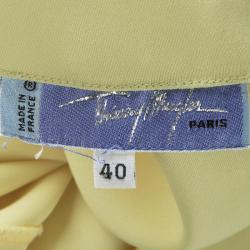 MADE IN
FRANCE ®
Thierry Mugler
PARIS
40